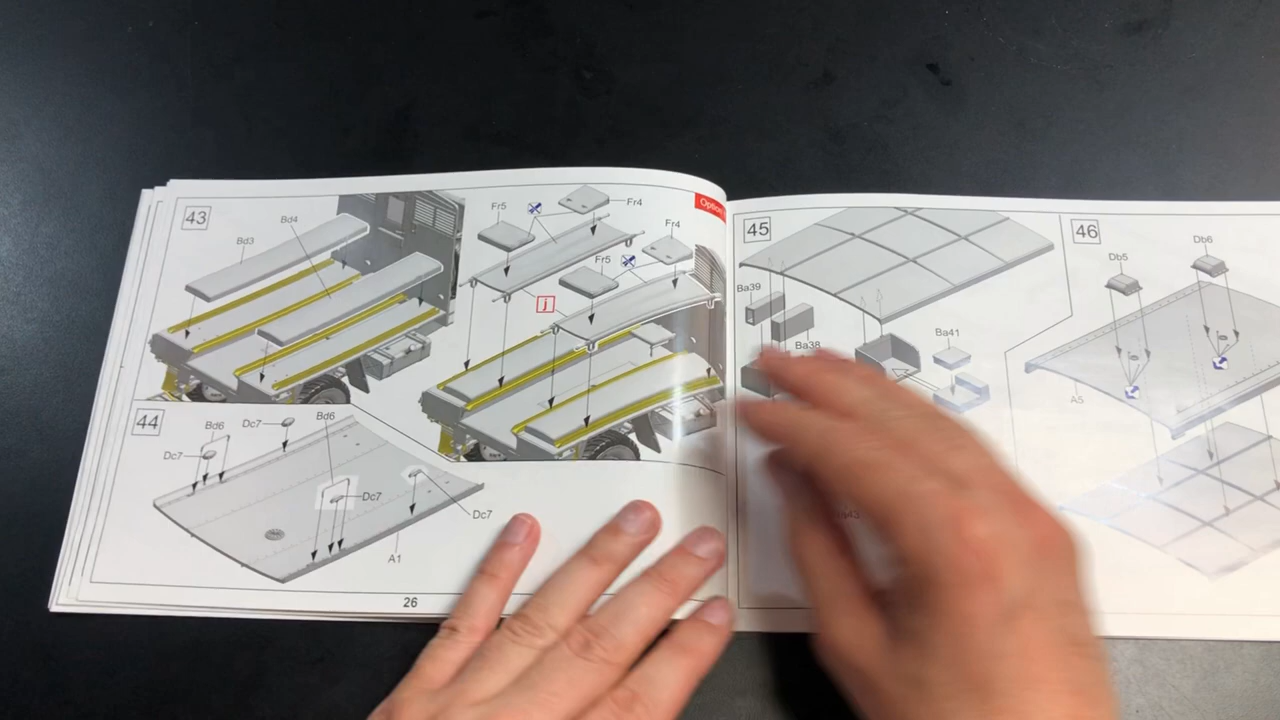 43
Bd4
Bd3
Fr5
Fr4
Fr4
Fr5
j
Option
44
Bd6
Dc7
Bd6
Dc7
Dc7
Dc7
A1
26
45
Ba39
Ba38
Ba41
46
Db6
Db5
A5